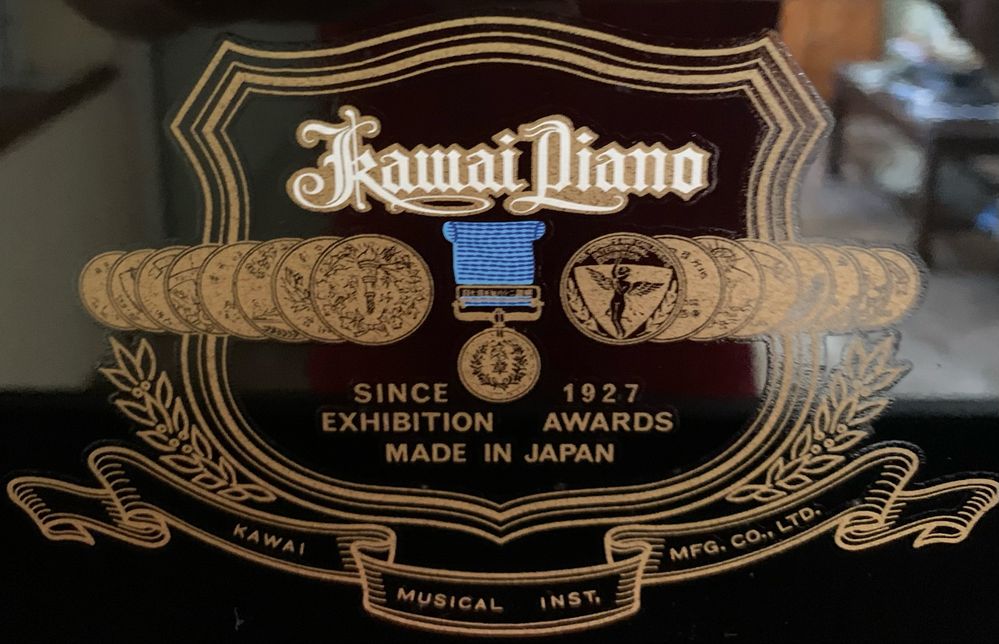 Kawai Piano
SINCE 1927
EXHIBITION AWARDS
MADE IN JAPAN
KAWAI MUSICAL INST. MFG. CO., LTD.